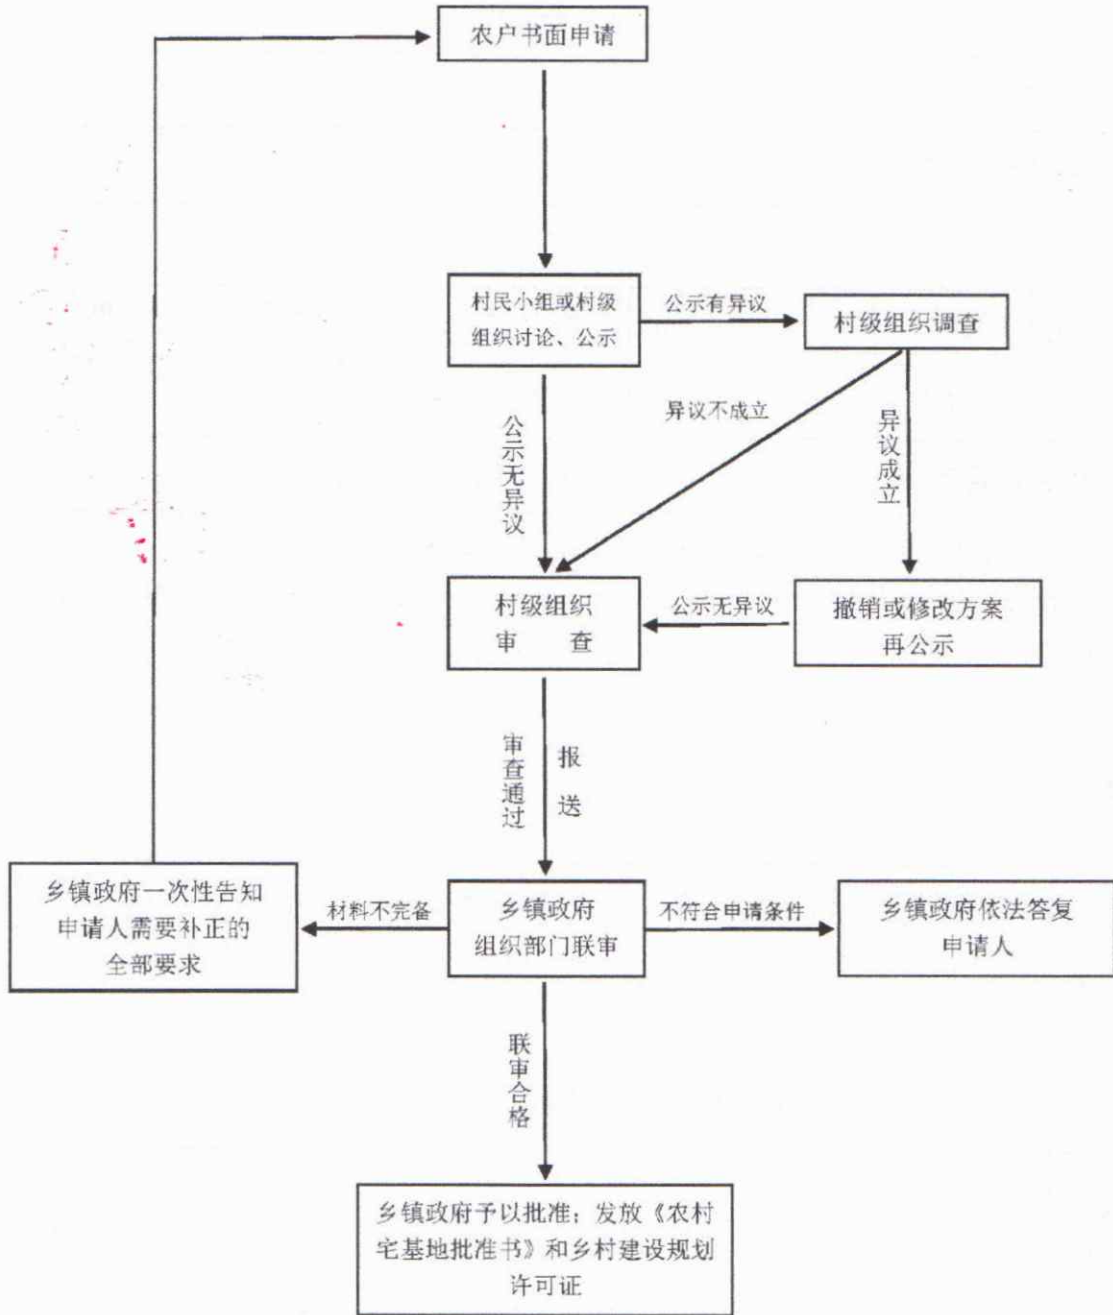 农户书面申请
村民小组或村级
组织讨论、公示
公示有异议
村级组织调查
异议不成立
异议成立
公示无异议
村级组织
审 查
公示无异议
撤销或修改方案
再公示
审查通过
报送
乡镇政府一次性告知
申请人需要补正的
全部要求
材料不完备
乡镇政府
组织部门联审
不符合申请条件
乡镇政府依法答复
申请人
联审合格
乡镇政府予以批准；发放《农村
宅基地批准书》和乡村建设规划
许可证